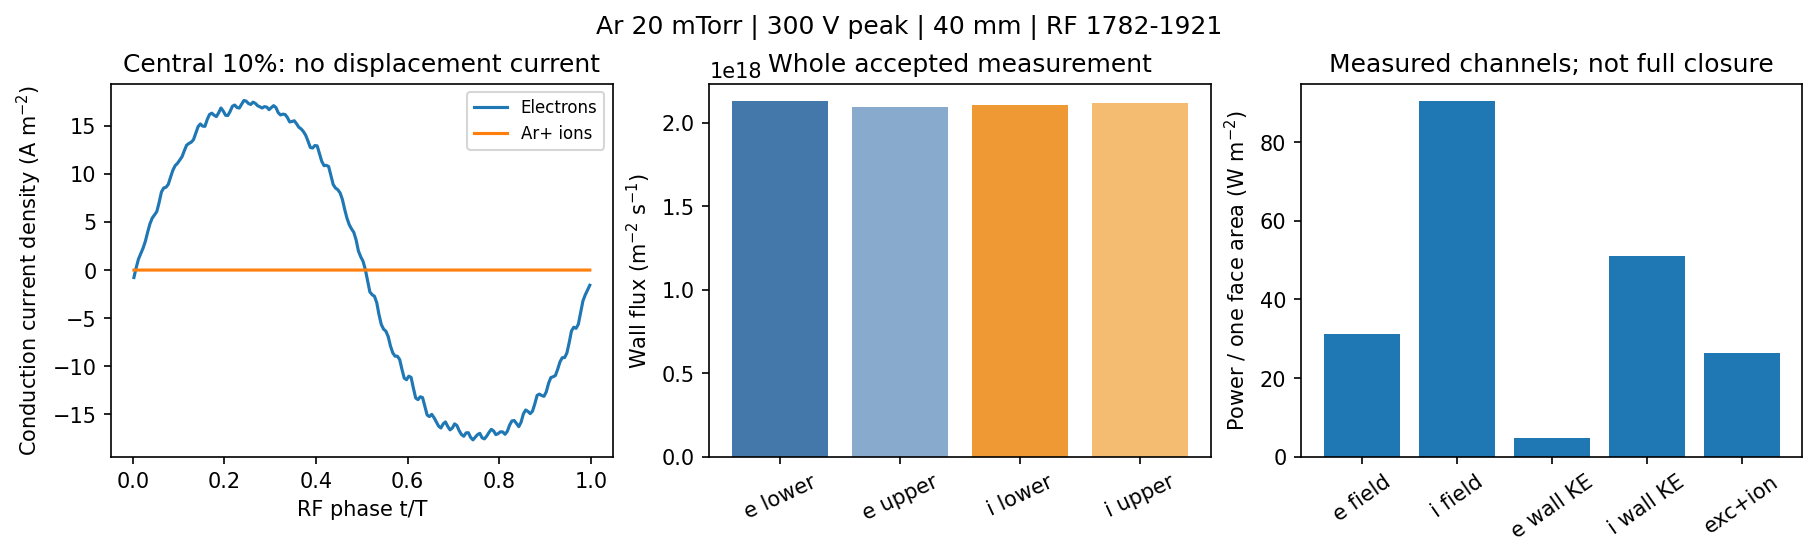 Ar 20 mTorr | 300 V peak | 40 mm | RF 1782-1921
Central 10%: no displacement current
Conduction current density (A m⁻²)
15
10
5
0
−5
−10
−15
Electrons
Ar+ ions
0.0 0.2 0.4 0.6 0.8 1.0
RF phase t/T
Whole accepted measurement
1e18
Wall flux (m⁻² s⁻¹)
2.0
1.5
1.0
0.5
0.0
e lower e upper i lower i upper
Measured channels; not full closure
Power / one face area (W m⁻²)
80
60
40
20
0
e field i field e wall KE i wall KE exc+ion